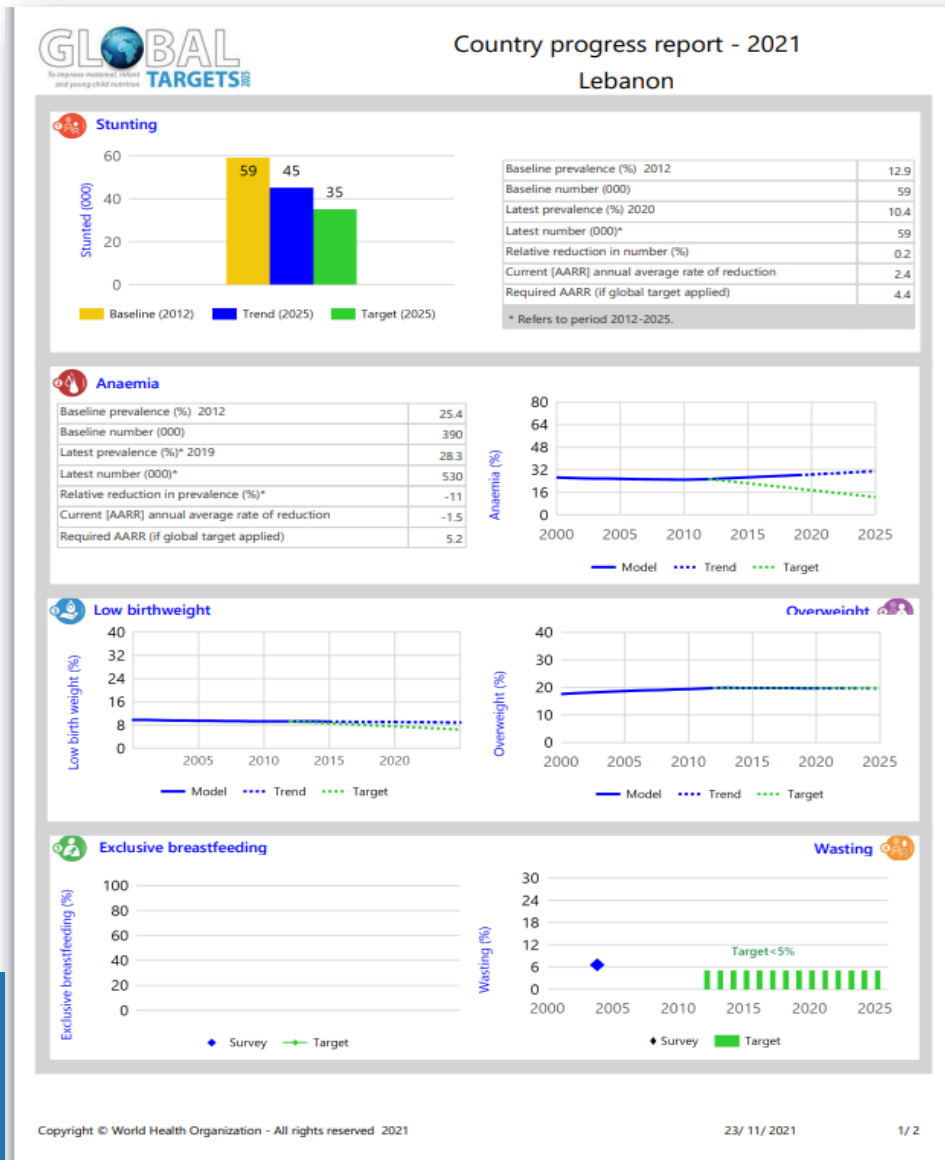 GLOBAL
To improve maternal, infant
and young child nutrition TARGETS 2025
Country progress report - 2021
Lebanon
Stunting
60
40
20
0
Stunted (000)
59
45
35
Baseline (2012) Trend (2025) Target (2025)
Baseline prevalence (%) 2012 12.9
Baseline number (000) 59
Latest prevalence (%) 2020 10.4
Latest number (000)* 59
Relative reduction in number (%) 0.2
Current [AARR] annual average rate of reduction 2.4
Required AARR (if global target applied) 4.4
* Refers to period 2012-2025.
Anaemia
Baseline prevalence (%) 2012 25.4
Baseline number (000) 390
Latest prevalence (%)* 2019 28.3
Latest number (000)* 530
Relative reduction in prevalence (%)* -11
Current [AARR] annual average rate of reduction -1.5
Required AARR (if global target applied) 5.2
Anaemia (%)
80
64
48
32
16
0
2000 2005 2010 2015 2020 2025
Model Trend Target
Low birthweight
Low birth weight (%)
40
32
24
16
8
0
2005 2010 2015 2020
Model Trend Target
Overweight
Overweight (%)
40
30
20
10
0
2000 2005 2010 2015 2020 2025
Model Trend Target
Exclusive breastfeeding
Exclusive breastfeeding (%)
100
80
60
40
20
0
Survey Target
Wasting
Wasting (%)
30
24
18
12
6
0
Target<5%
2000 2005 2010 2015 2020 2025
Survey Target
Copyright © World Health Organization - All rights reserved 2021
23/ 11/ 2021
1/ 2